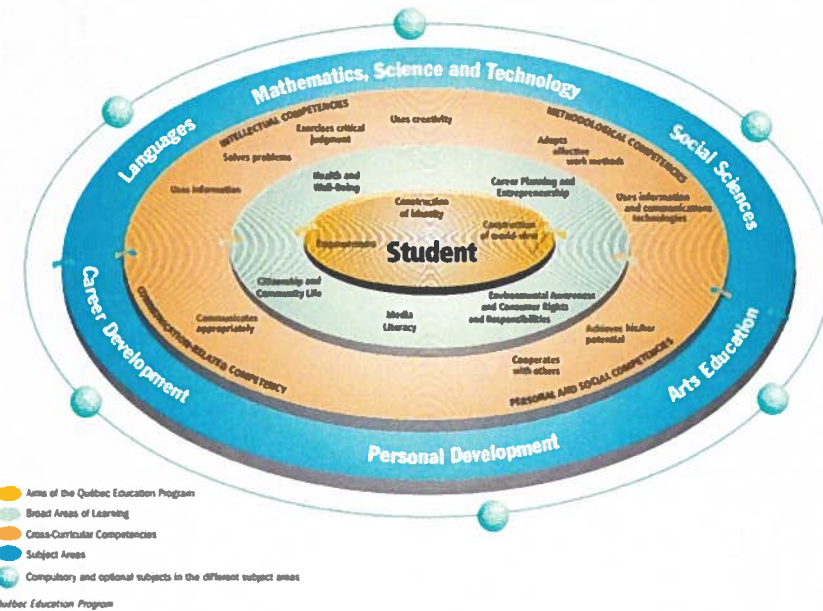 Mathematics, Science and Technology
Languages
Social Sciences
Career Development
Personal Development
Arts Education
INTELLECTUAL COMPETENCIES
METHODOLOGICAL COMPETENCES
Uses creativity
Exercises critical
judgment
Solves problems
Uses information
Adopts
effective
work methods
Uses information
and communications
technologies
Health and
Well-Being
Career Planning and
Entrepreneurship
Construction
of Identity
Construction
of world-view
Empowerment
Student
Citizenship and
Community Life
Media
Literacy
Environmental Awareness
and Consumer Rights
and Responsibilities
Communicates
appropriately
COMMUNICATION-RELATED COMPETENCY
Achieves his/her
potential
Cooperates
with others
PERSONAL AND SOCIAL COMPETENCIES
Aims of the Québec Education Program
Broad Areas of Learning
Cross-Curricular Competencies
Subject Areas
Compulsory and optional subjects in the different subject areas
Québec Education Program